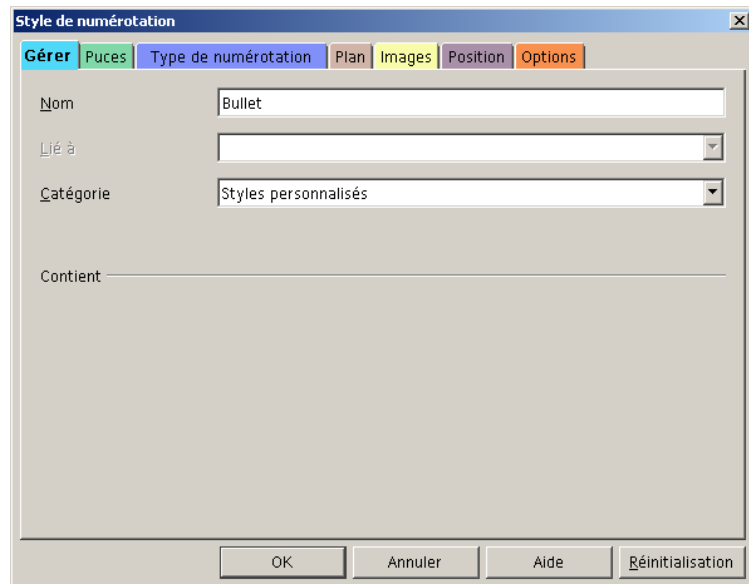 Style de numérotation
Gérer Puces Type de numérotation Plan Images Position Options
Nom Bullet
Lié à
Catégorie Styles personnalisés
Contient
OK Annuler Aide Réinitialisation